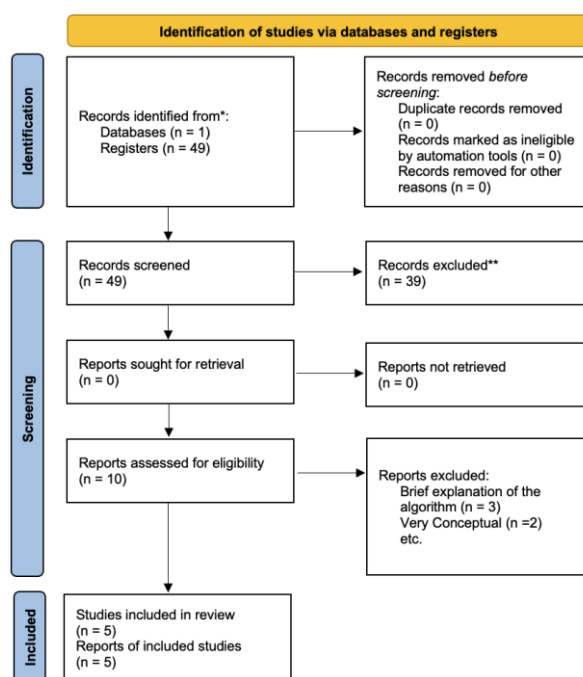 Identification of studies via databases and registers
Identification
Records identified from*:
Databases (n = 1)
Registers (n = 49)
Records removed before
screening:
Duplicate records removed
(n = 0)
Records marked as ineligible
by automation tools (n = 0)
Records removed for other
reasons (n = 0)
Screening
Records screened
(n = 49)
Records excluded**
(n = 39)
Reports sought for retrieval
(n = 0)
Reports not retrieved
(n = 0)
Reports assessed for eligibility
(n = 10)
Reports excluded:
Brief explanation of the
algorithm (n = 3)
Very Conceptual (n =2)
etc.
Included
Studies included in review
(n = 5)
Reports of included studies
(n = 5)